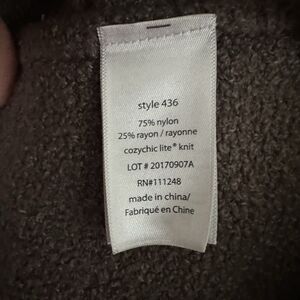 style 436
75% nylon
25% rayon / rayonne
cozychic lite® knit
LOT # 20170907A
RN#111248
made in china/
Fabriqué en Chine